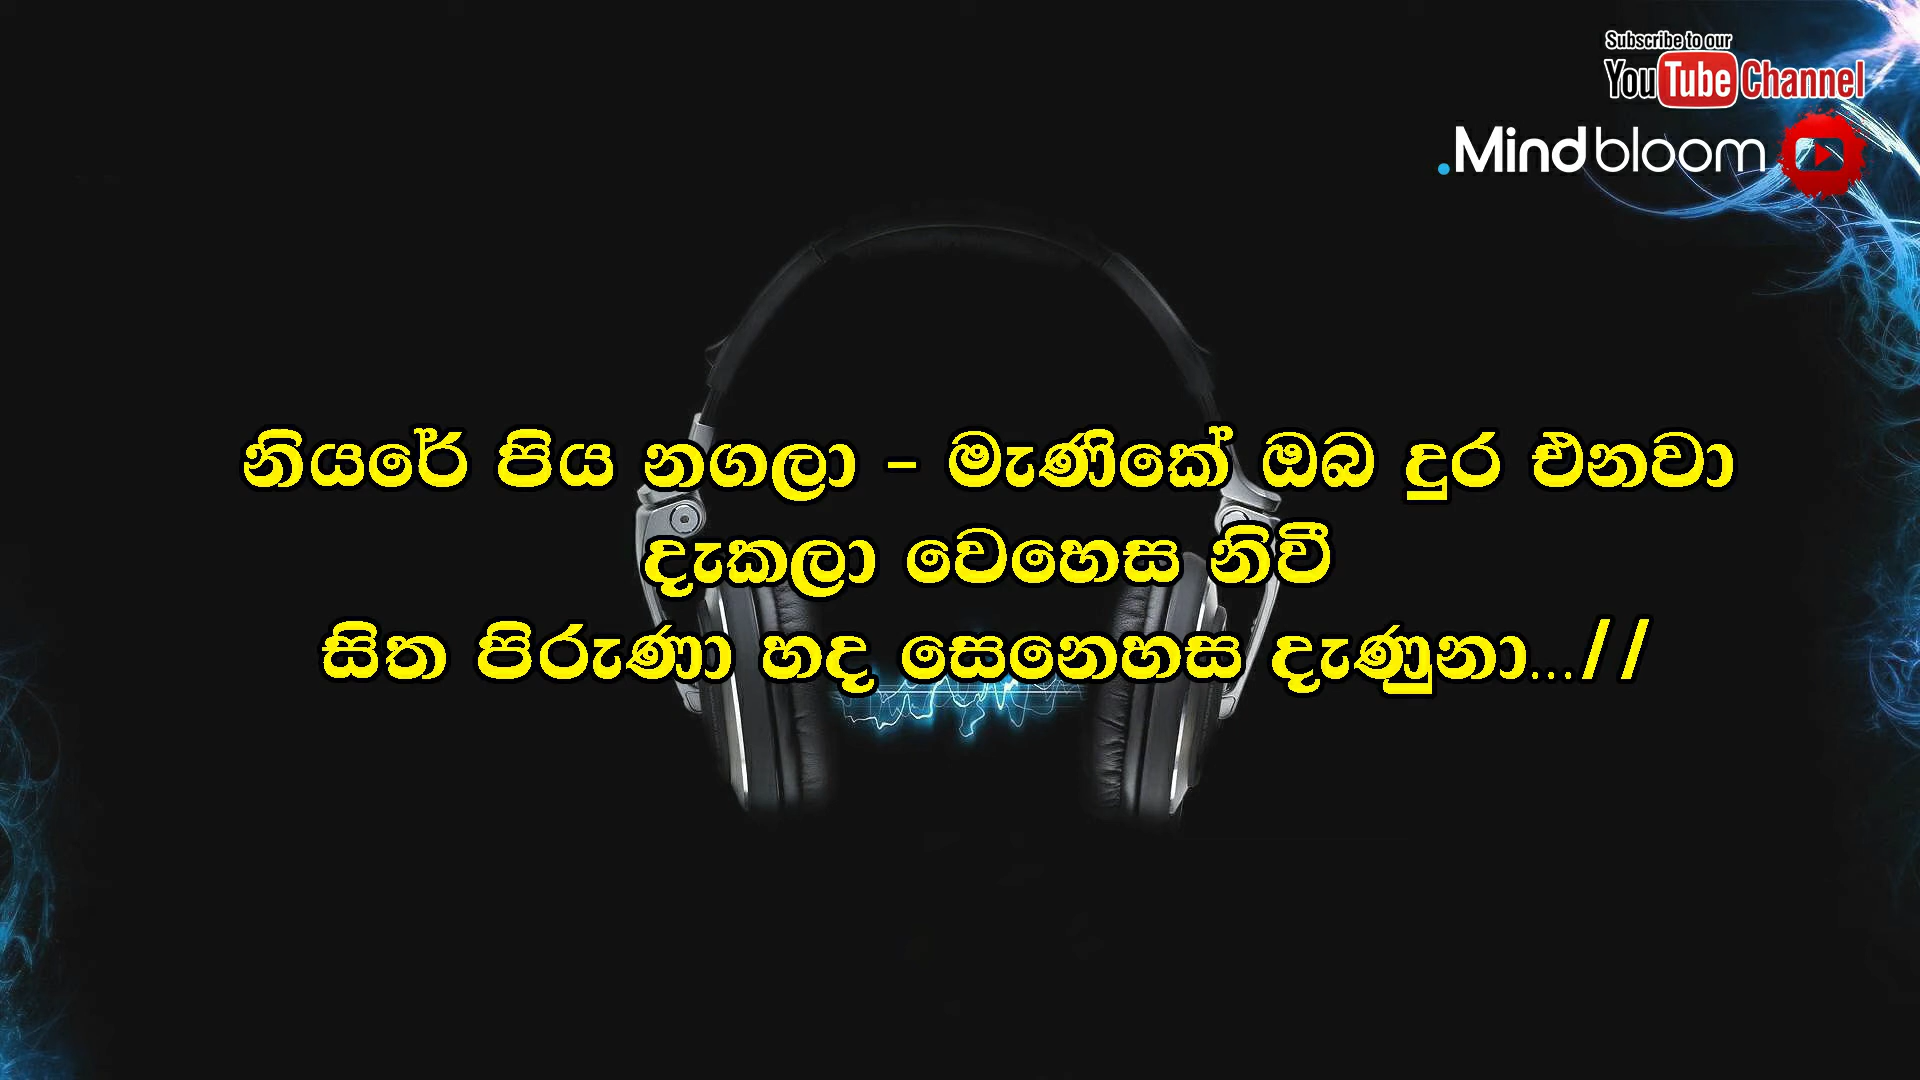 Subscribe to our
YouTube Channel
.Mindbloom
නියරේ පිය නගලා - මැණිකේ ඔබ දුර එනවා
දැකලා වෙහෙස නිවී
සිත පිරුණා හද සෙනෙහස දැණුනා...//